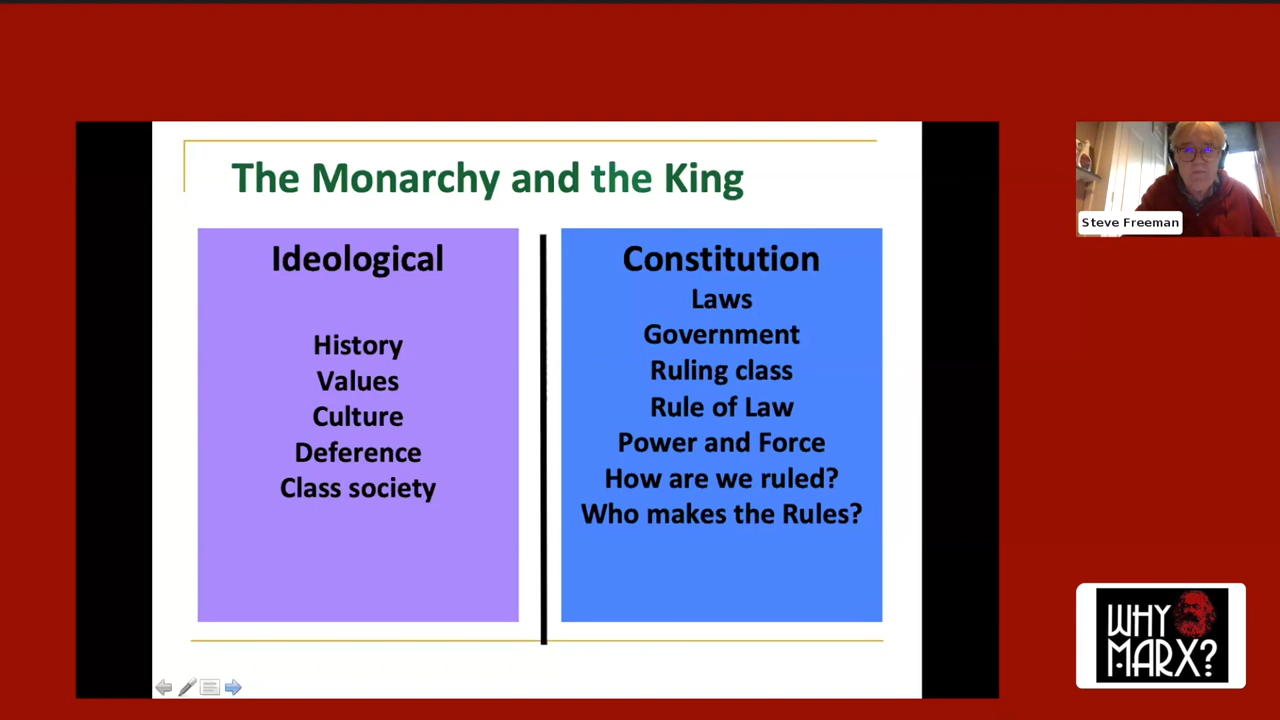 The Monarchy and the King
Ideological
History
Values
Culture
Deference
Class society
Constitution
Laws
Government
Ruling class
Rule of Law
Power and Force
How are we ruled?
Who makes the Rules?
Steve Freeman
WHY
MARX?